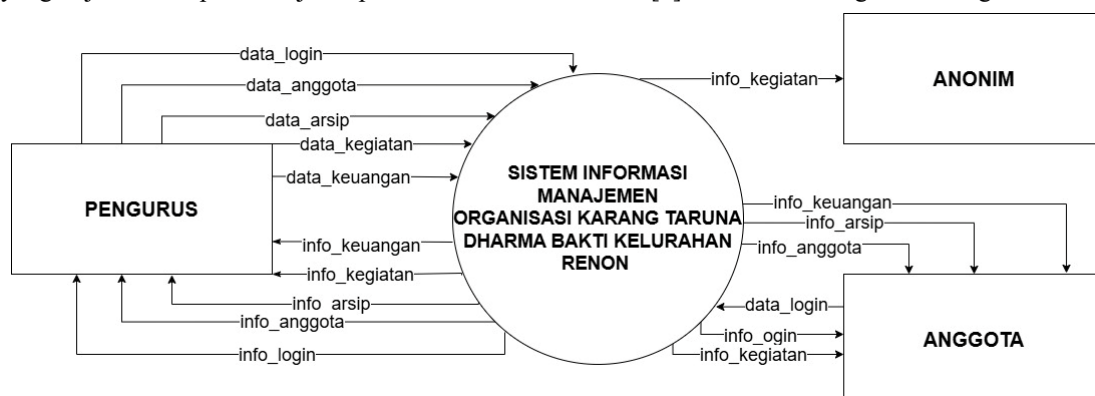 data_login
data_anggota
data_arsip
data_kegiatan
data_keuangan
PENGURUS
info_keuangan
info_kegiatan
info_arsip
info_anggota
info_login
SISTEM INFORMASI
MANAJEMEN
ORGANISASI KARANG TARUNA
DHARMA BAKTI KELURAHAN
RENON
info_kegiatan
ANONIM
info_keuangan
info_arsip
info_anggota
data_login
info_ogin
info_kegiatan
ANGGOTA